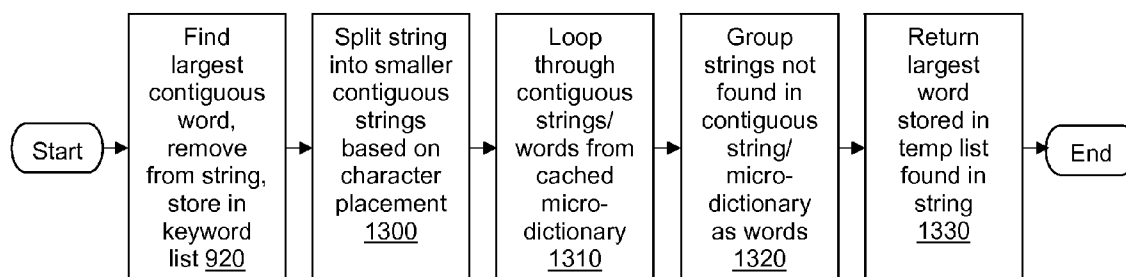 Start
Find
largest
contiguous
word,
remove
from string,
store in
keyword
list 920
Split string
into smaller
contiguous
strings
based on
character
placement
1300
Loop
through
contiguous
strings/
words from
cached
micro-
dictionary
1310
Group
strings not
found in
contiguous
string/
micro-
dictionary
as words
1320
Return
largest
word
stored in
temp list
found in
string
1330
End